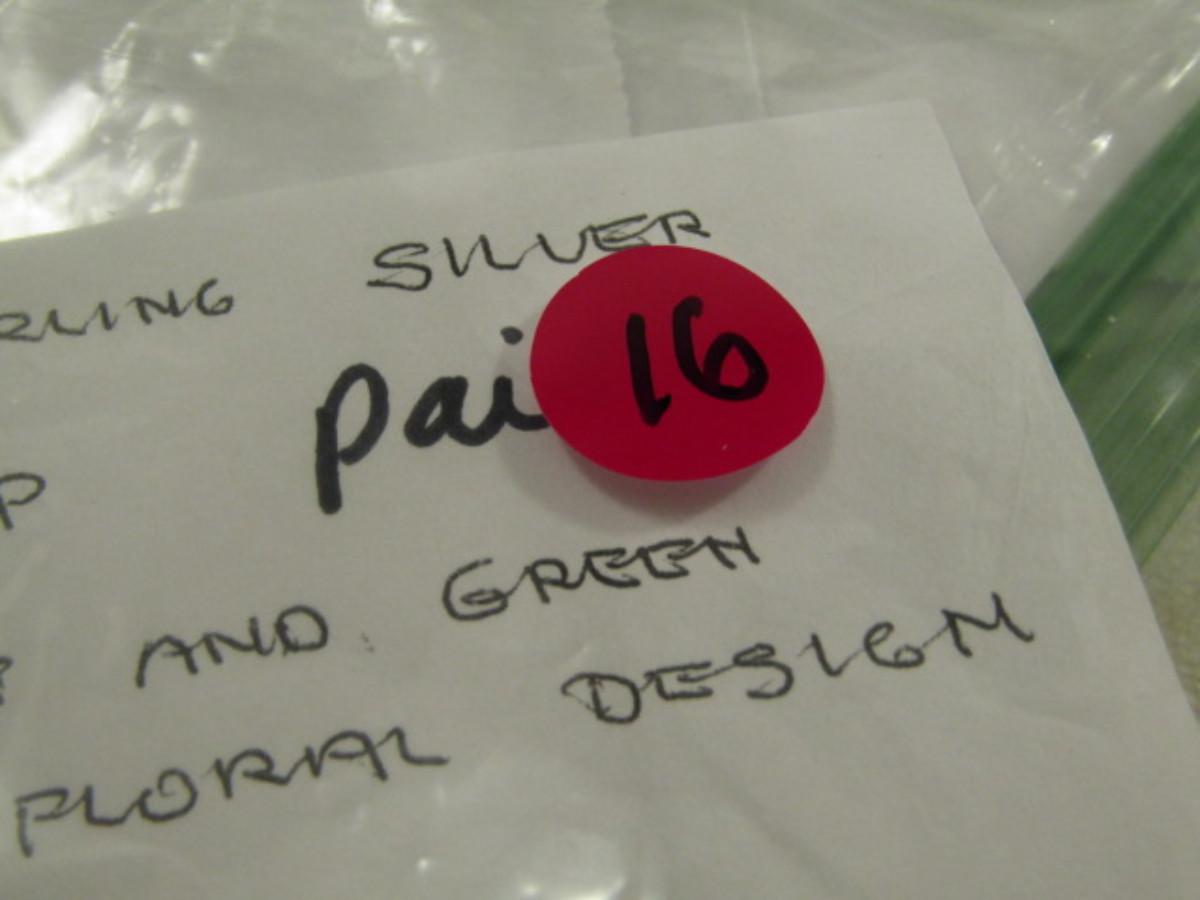 RLING SILVER
pai 16
P
AND GREEN
FLORAL DESIGN